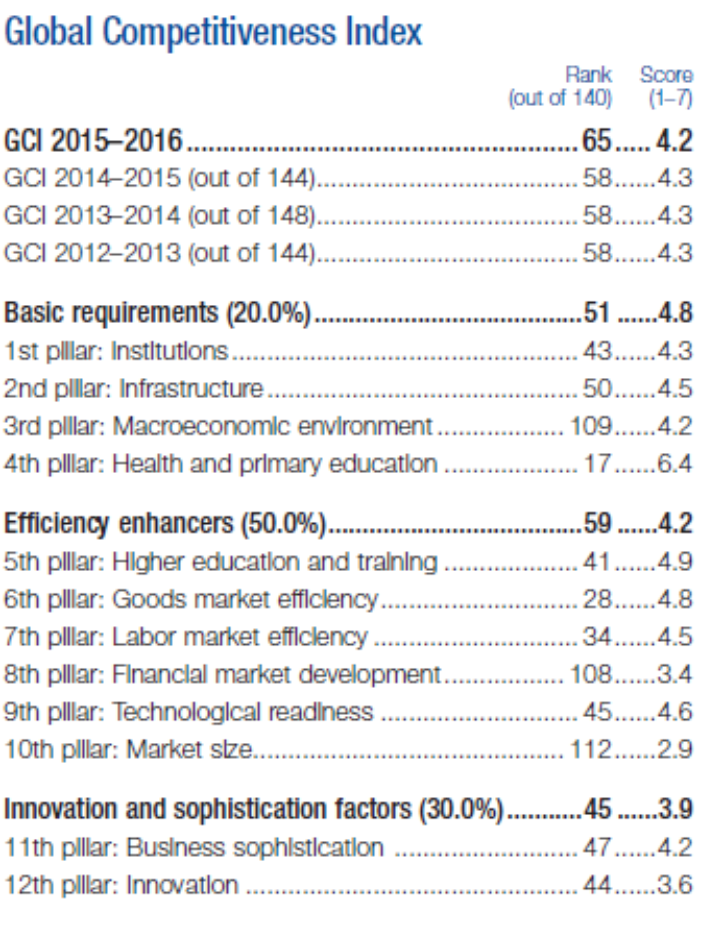 Global Competitiveness Index
Rank Score
(out of 140) (1–7)
GCI 2015–2016 ..................................................... 65 ..... 4.2
GCI 2014–2015 (out of 144) ....................................... 58 ...... 4.3
GCI 2013–2014 (out of 148) ....................................... 58 ...... 4.3
GCI 2012–2013 (out of 144) ....................................... 58 ...... 4.3
Basic requirements (20.0%) ....................................... 51 ...... 4.8
1st pillar: Institutions .................................................... 43 ...... 4.3
2nd pillar: Infrastructure .............................................. 50 ...... 4.5
3rd pillar: Macroeconomic environment ................... 109 ...... 4.2
4th pillar: Health and primary education .................... 17 ...... 6.4
Efficiency enhancers (50.0%) ..................................... 59 ...... 4.2
5th pillar: Higher education and training .................... 41 ...... 4.9
6th pillar: Goods market efficiency ............................. 28 ...... 4.8
7th pillar: Labor market efficiency .............................. 34 ...... 4.5
8th pillar: Financial market development .................. 108 ...... 3.4
9th pillar: Technological readiness ............................. 45 ...... 4.6
10th pillar: Market size .............................................. 112 ...... 2.9
Innovation and sophistication factors (30.0%) ........... 45 ...... 3.9
11th pillar: Business sophistication ........................... 47 ...... 4.2
12th pillar: Innovation ................................................. 44 ...... 3.6